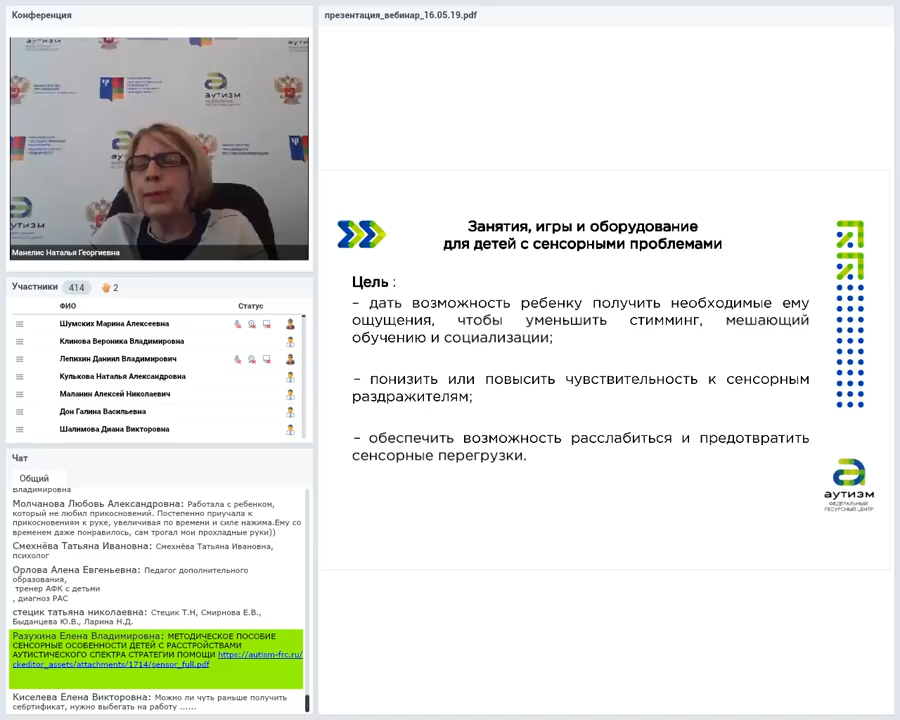 Конференция
аутизм
аутизм
Манелис Наталья Георгиевна
Участники 414 2
ФИО Статус
Шумских Марина Алексеевна
Клинова Вероника Владимировна
Лепихин Даниил Владимирович
Кулькова Наталья Александровна
Маланин Алексей Николаевич
Дон Галина Васильевна
Шалимова Диана Викторовна
Чат
Общий
Владимировна
Молчанова Любовь Александровна: Работала с ребенком,
который не любил прикосновений. Постепенно приучала к
прикосновениям к руке, увеличивая по времени и силе нажима.Ему со
временем даже понравилось, сам трогал мои прохладные руки))
Смехнёва Татьяна Ивановна: Смехнёва Татьяна Ивановна,
психолог
Орлова Алена Евгеньевна: Педагог дополнительного
образования,
тренер АФК с детьми
, диагноз РАС
стецик татьяна николаевна: Стецик Т.Н, Смирнова Е.В.,
Быданцева Ю.В., Ларина Н.Д.
Разухина Елена Владимировна: МЕТОДИЧЕСКОЕ ПОСОБИЕ
СЕНСОРНЫЕ ОСОБЕННОСТИ ДЕТЕЙ С РАССТРОЙСТВАМИ
АУТИСТИЧЕСКОГО СПЕКТРА СТРАТЕГИИ ПОМОЩИ https://autism-frc.ru/
ckeditor_assets/attachments/1714/sensor_full.pdf
Киселева Елена Викторовна: Можно ли чуть раньше получить
себртификат, нужно выбегать на работу ......
презентация_вебинар_16.05.19.pdf
Занятия, игры и оборудование
для детей с сенсорными проблемами
Цель :
– дать возможность ребенку получить необходимые ему
ощущения, чтобы уменьшить стимминг, мешающий
обучению и социализации;
– понизить или повысить чувствительность к сенсорным
раздражителям;
– обеспечить возможность расслабиться и предотвратить
сенсорные перегрузки.
аутизм
ФЕДЕРАЛЬНЫЙ
РЕСУРСНЫЙ ЦЕНТР